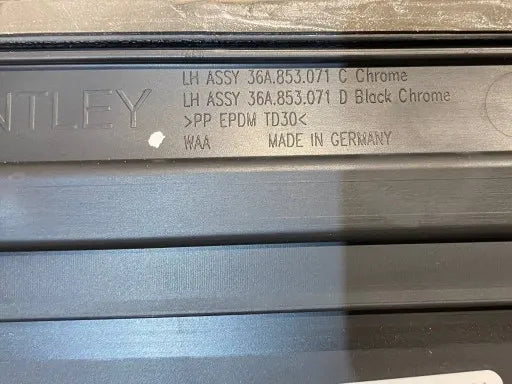 NTLEY
LH ASSY 36A.853.071 C Chrome
LH ASSY 36A.853.071 D Black Chrome
>PP EPDM TD30<
WAA MADE IN GERMANY